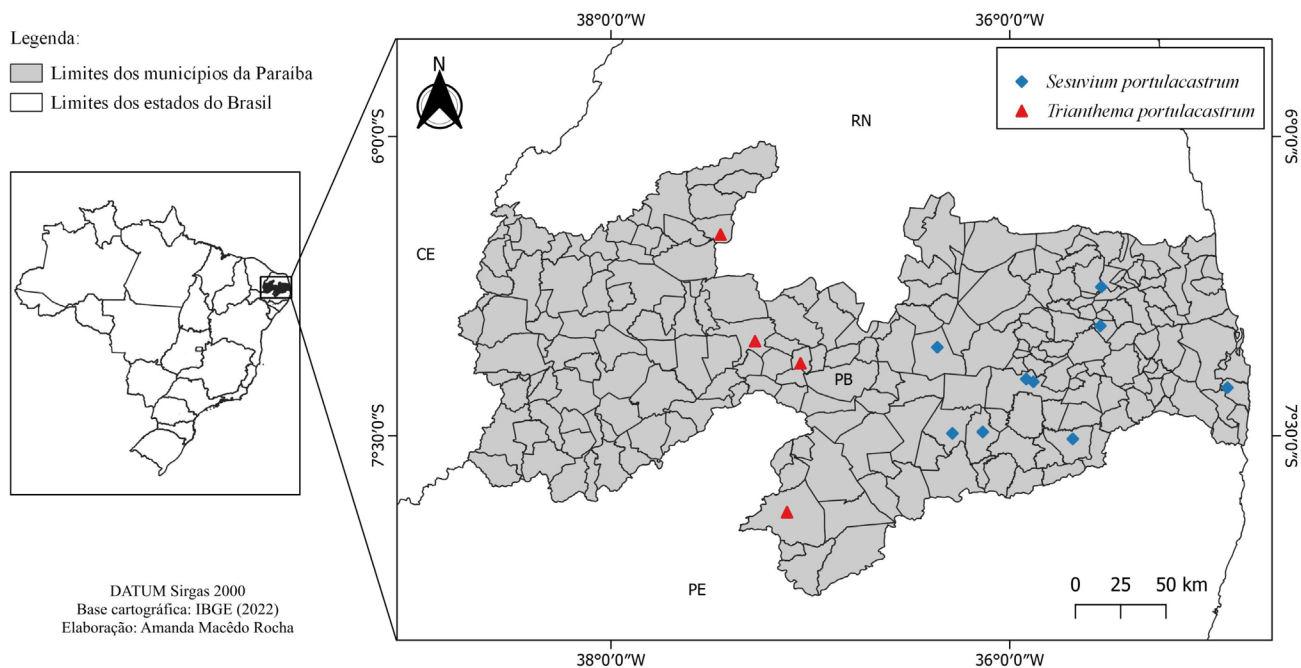 Legenda:
Limites dos municípios da Paraíba
Limites dos estados do Brasil
DATUM Sirgas 2000
Base cartográfica: IBGE (2022)
Elaboração: Amanda Macêdo Rocha
38°0′0″W
36°0′0″W
N
Sesuvium portulacastrum
Trianthema portulacastrum
6°0′0″S
6°0′0″S
RN
CE
PB
7°30′0″S
7°30′0″S
PE
0 25 50 km
38°0′0″W
36°0′0″W